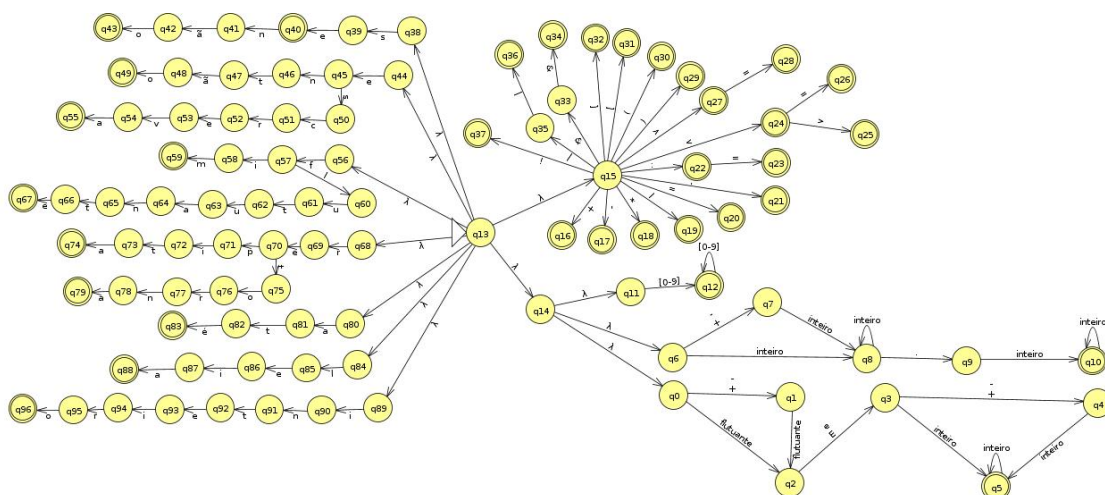 q43 o q42 ã q41 n q40 e q39 s q38
q49 o q48 ã q47 t q46 n q45 e q44
s
q55 a q54 v q53 e q52 r q51 c q50
q59 m q58 i q57 f q56
l
q67 ê q66 t q65 n q64 a q63 u q62 t q61 u q60
q74 a q73 t q72 i q71 p q70 e q69 r q68
t
q79 a q78 n q77 r q76 o q75
q83 é q82 t q81 a q80
q88 a q87 i q86 e q85 l q84
q96 o q95 r q94 i q93 e q92 t q91 n q90 i q89
λ λ λ λ λ λ λ
q13
λ λ
q36 q34 q32 q31 q30 q29 q28
q33 & q27 = q26
q37 q35 | q24 = > q25
! | & ] [ ) ( < q22 = q23
q15
q21
q16 q17 q18 q19 q20
[0-9]
q14 λ q11 [0-9] q12
λ λ
q7
- +
inteiro inteiro inteiro
q6 inteiro q8 . q9 inteiro q10
q0 - + q1 q3 - + q4
flutuante flutuante inteiro inteiro inteiro
q2 q5